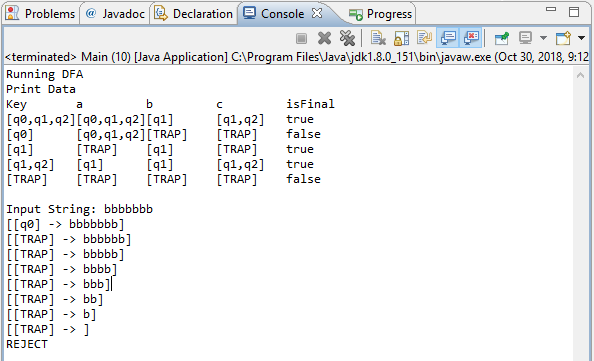 Problems @ Javadoc Declaration Console Progress
<terminated> Main (10) [Java Application] C:\Program Files\Java\jdk1.8.0_151\bin\javaw.exe (Oct 30, 2018, 9:12
Running DFA
Print Data
Key a b c isFinal
[q0,q1,q2][q0,q1,q2][q1] [q1,q2] true
[q0] [q0,q1,q2][TRAP] [TRAP] false
[q1] [TRAP] [q1] [TRAP] true
[q1,q2] [q1] [q1] [q1,q2] true
[TRAP] [TRAP] [TRAP] [TRAP] false
Input String: bbbbbbb
[[q0] -> bbbbbbb]
[[TRAP] -> bbbbbb]
[[TRAP] -> bbbbb]
[[TRAP] -> bbbb]
[[TRAP] -> bbb]
[[TRAP] -> bb]
[[TRAP] -> b]
[[TRAP] -> ]
REJECT